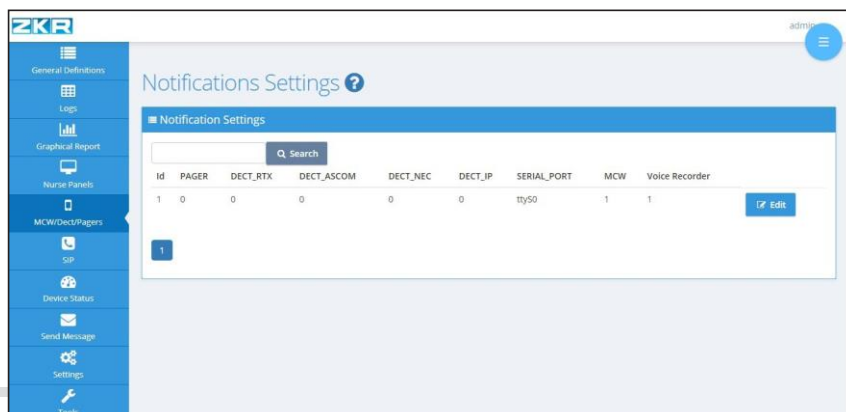 ZKR
admin
General Definitions
Logs
Graphical Report
Nurse Panels
MCW/Dect/Pagers
SIP
Device Status
Send Message
Settings
Tools
Notifications Settings ?
Notification Settings
Search
Id PAGER DECT_RTX DECT_ASCOM DECT_NEC DECT_IP SERIAL_PORT MCW Voice Recorder
1 0 0 0 0 0 ttyS0 1 1 Edit
1